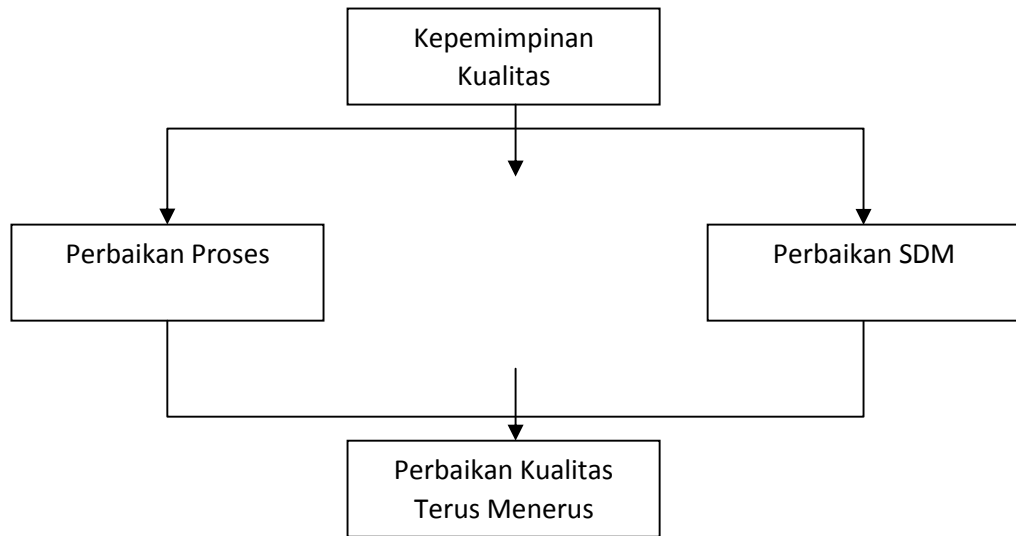 Kepemimpinan
Kualitas
Perbaikan Proses
Perbaikan SDM
Perbaikan Kualitas
Terus Menerus